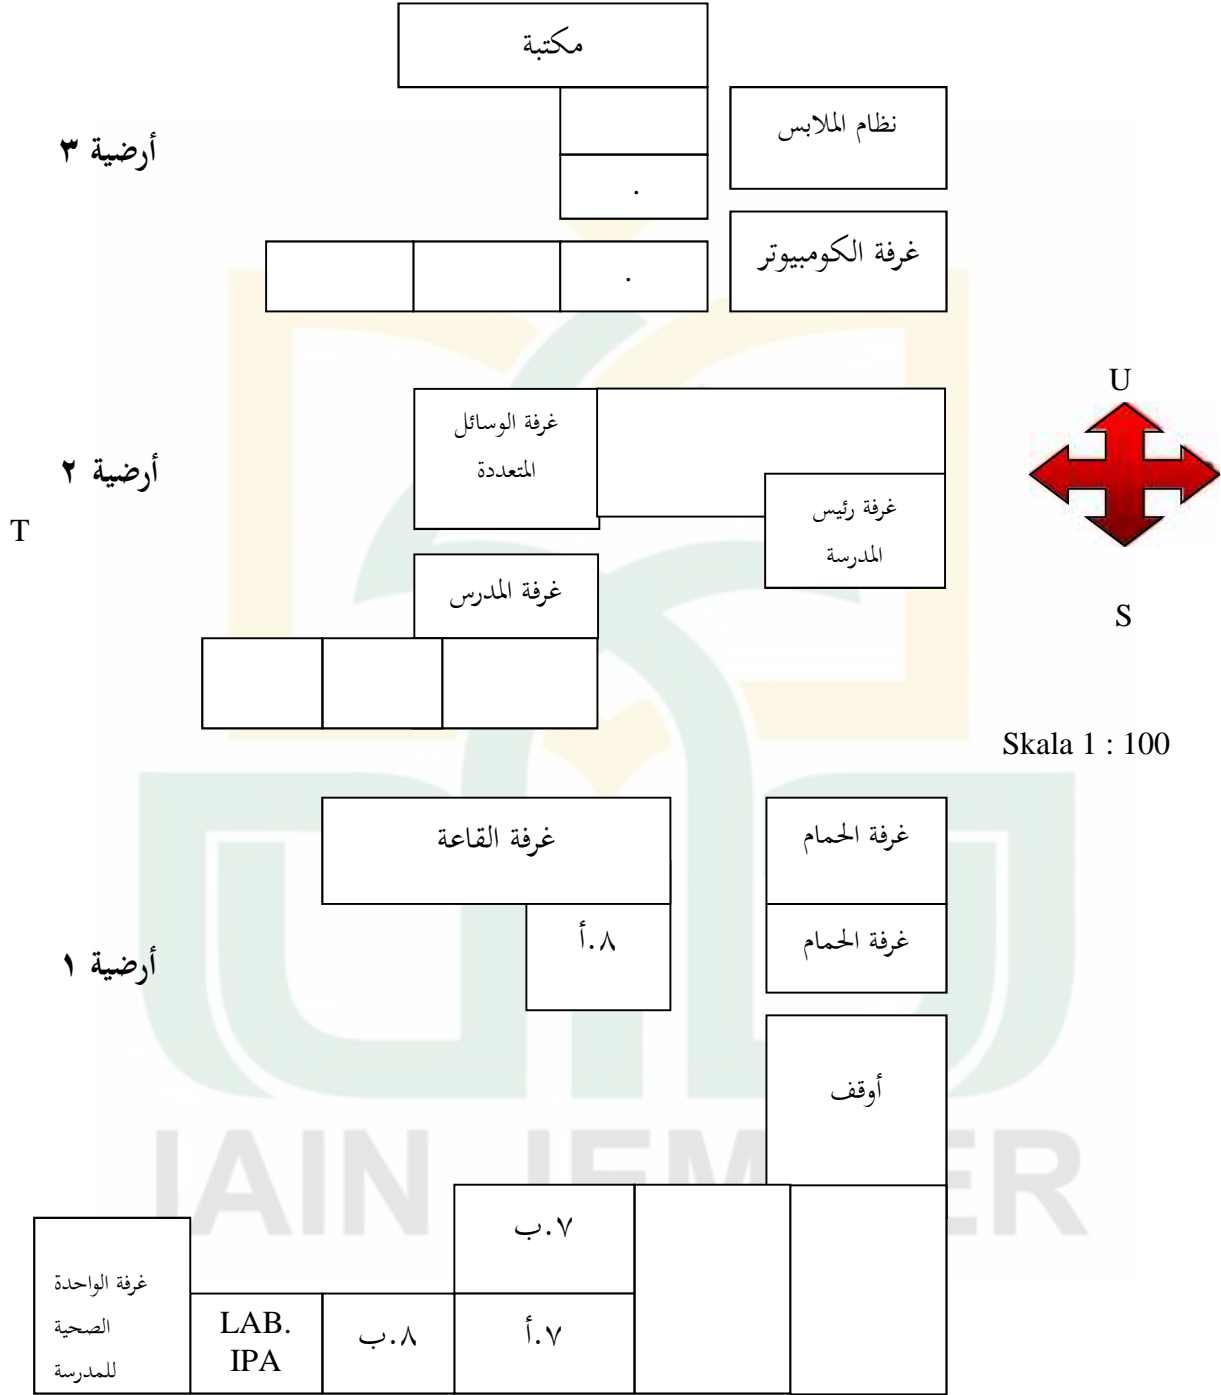 مكتبة
نظام الملابس
أرضية ٣
.
غرفة الكومبيوتر
.
U
غرفة الوسائل
المتعددة
أرضية ٢
غرفة رئيس
المدرسة
T
غرفة المدرس
S
Skala 1 : 100
غرفة القاعة
غرفة الحمام
٨.أ
غرفة الحمام
أرضية ١
أوقف
IAIN JEMBER
٧.ب
غرفة الواحدة
الصحية
للمدرسة
LAB.
IPA
٨.ب
٧.أ